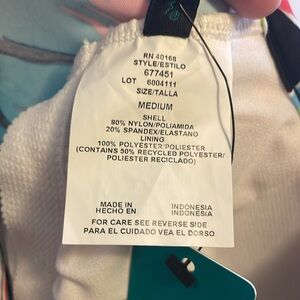 RN 40168
STYLE/ESTILO
677451
LOT 6004111
SIZE/TALLA
MEDIUM
SHELL
80% NYLON/POLIAMIDA
20% SPANDEX/ELASTANO
LINING
100% POLYESTER/POLIESTER
(CONTAINS 50% RECYCLED POLYESTER/
POLIESTER RECICLADO)
MADE IN INDONESIA
HECHO EN INDONESIA
FOR CARE SEE REVERSE SIDE
PARA EL CUIDADO VEA EL DORSO